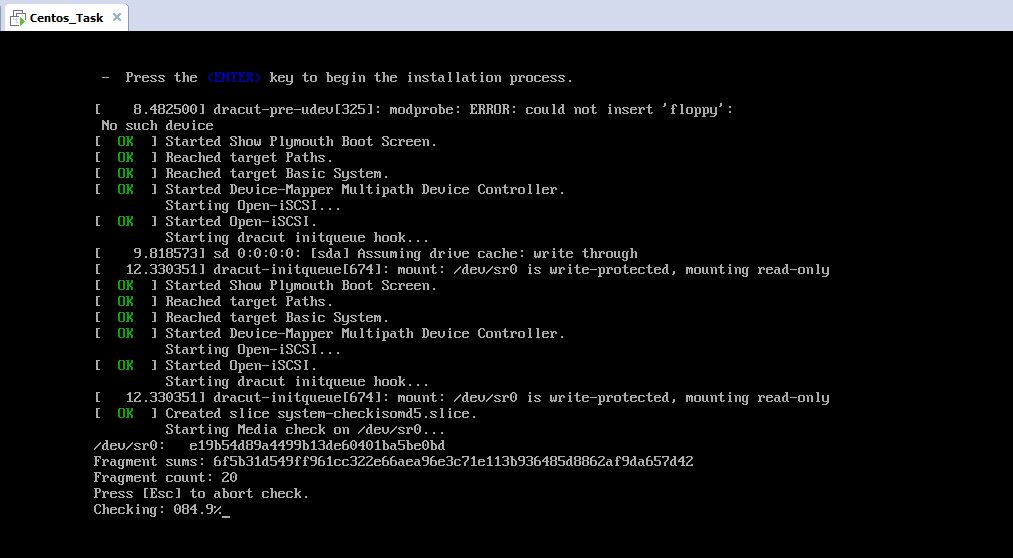 Centos_Task
- Press the <ENTER> key to begin the installation process.
[    8.482500] dracut-pre-udev[325]: modprobe: ERROR: could not insert 'floppy':
No such device
[  OK  ] Started Show Plymouth Boot Screen.
[  OK  ] Reached target Paths.
[  OK  ] Reached target Basic System.
[  OK  ] Started Device-Mapper Multipath Device Controller.
Starting Open-iSCSI...
[  OK  ] Started Open-iSCSI.
Starting dracut initqueue hook...
[    9.818573] sd 0:0:0:0: [sda] Assuming drive cache: write through
[   12.330351] dracut-initqueue[674]: mount: /dev/sr0 is write-protected, mounting read-only
[  OK  ] Started Show Plymouth Boot Screen.
[  OK  ] Reached target Paths.
[  OK  ] Reached target Basic System.
[  OK  ] Started Device-Mapper Multipath Device Controller.
Starting Open-iSCSI...
[  OK  ] Started Open-iSCSI.
Starting dracut initqueue hook...
[   12.330351] dracut-initqueue[674]: mount: /dev/sr0 is write-protected, mounting read-only
[  OK  ] Created slice system-checkisomd5.slice.
Starting Media check on /dev/sr0...
/dev/sr0:   e19b54d89a4499b13de60401ba5be0bd
Fragment sums: 6f5b31d549ff961cc322e66aea96e3c71e113b936485d8862af9da657d42
Fragment count: 20
Press [Esc] to abort check.
Checking: 084.9%_